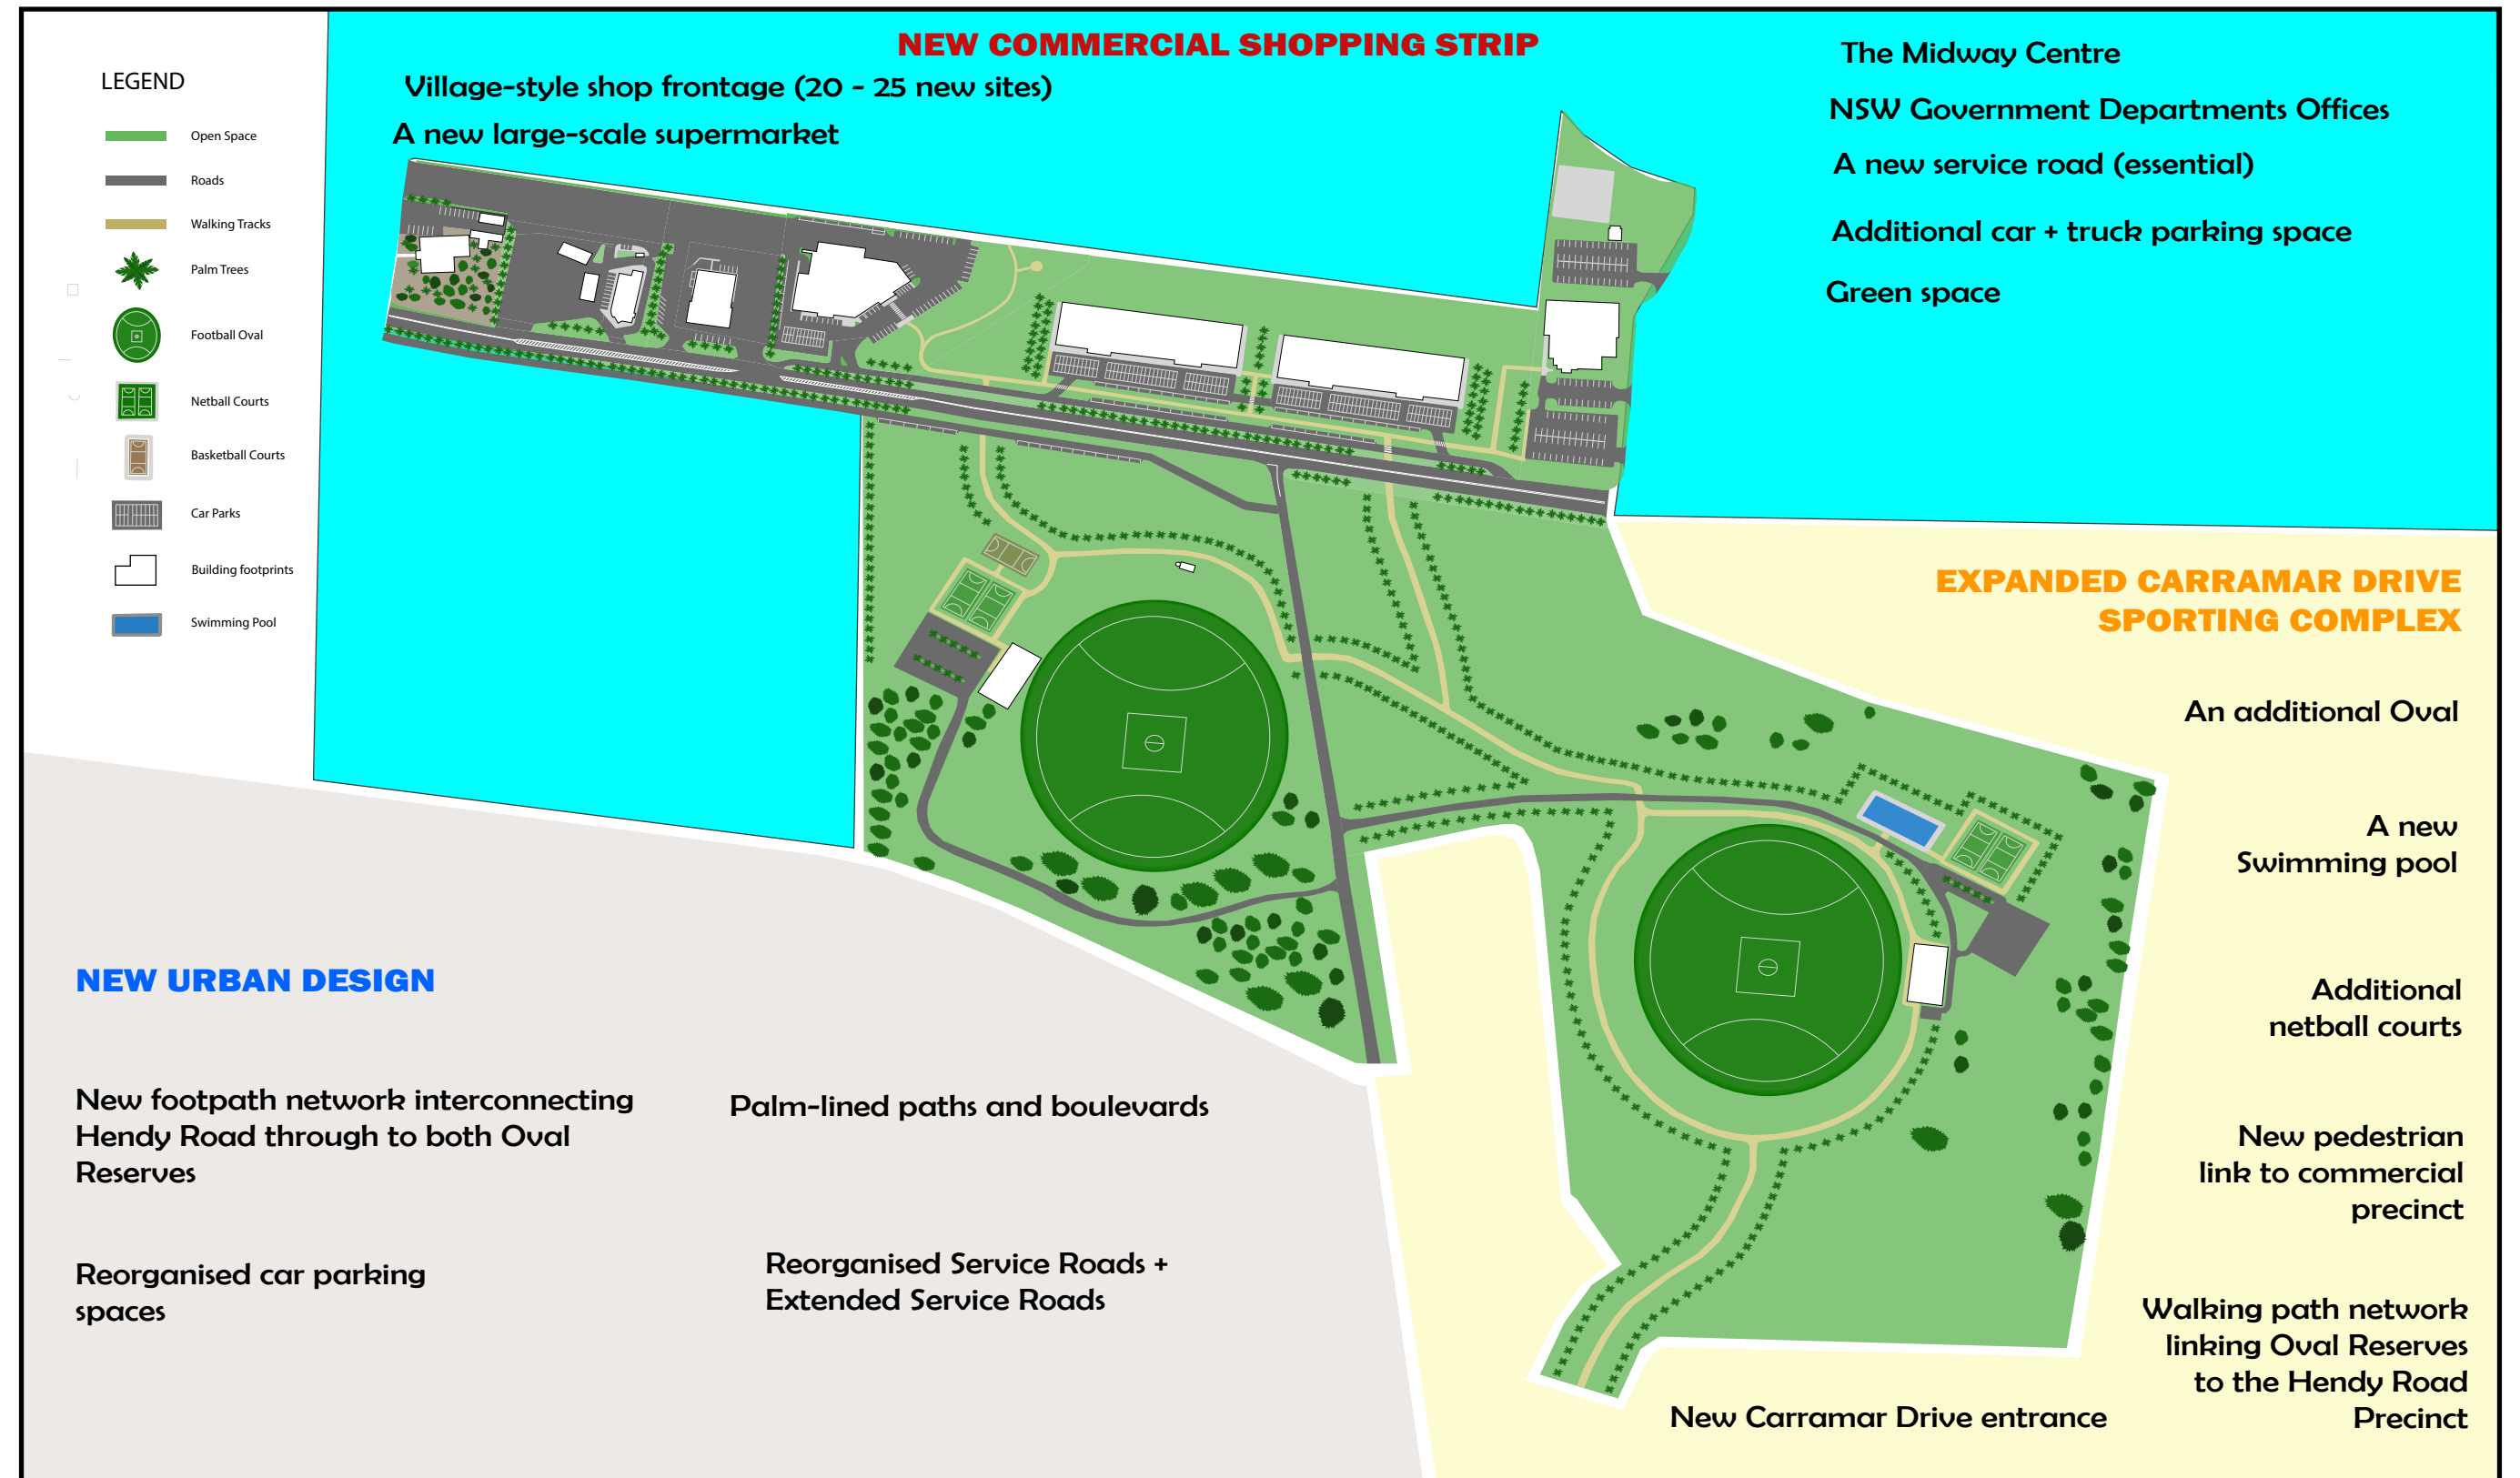 LEGEND
Open Space
Roads
Walking Tracks
Palm Trees
Football Oval
Netball Courts
Basketball Courts
Car Parks
Building footprints
Swimming Pool
NEW COMMERCIAL SHOPPING STRIP
Village-style shop frontage (20 - 25 new sites)
A new large-scale supermarket
The Midway Centre
NSW Government Departments Offices
A new service road (essential)
Additional car + truck parking space
Green space
EXPANDED CARRAMAR DRIVE
SPORTING COMPLEX
An additional Oval
A new
Swimming pool
Additional
netball courts
New pedestrian
link to commercial
precinct
Walking path network
linking Oval Reserves
to the Hendy Road
Precinct
New Carramar Drive entrance
NEW URBAN DESIGN
New footpath network interconnecting
Hendy Road through to both Oval
Reserves
Palm-lined paths and boulevards
Reorganised car parking
spaces
Reorganised Service Roads +
Extended Service Roads